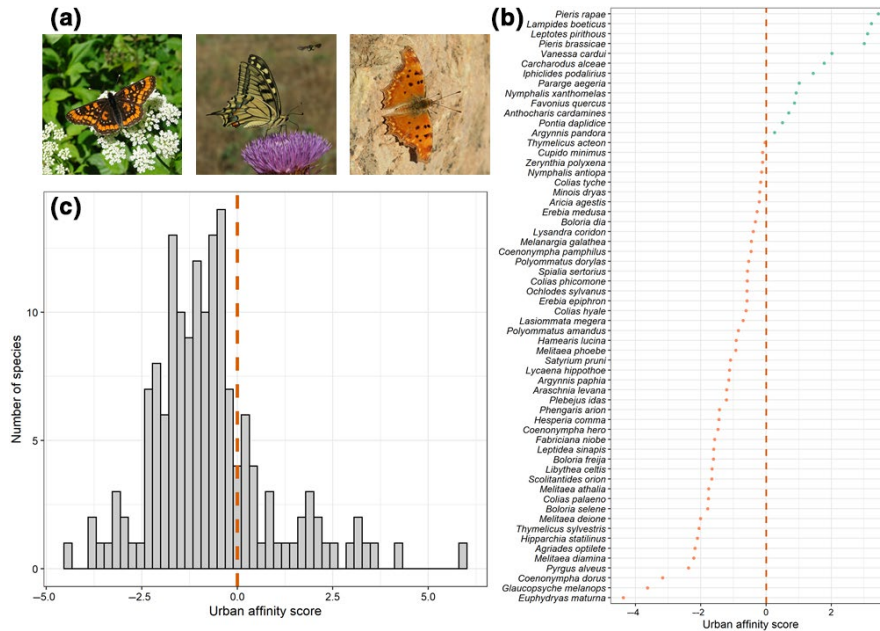 (a)
(b)
Pieris rapae
Lampides boeticus
Leptotes pirithous
Pieris brassicae
Vanessa cardui
Carcharodus alceae
Iphiclides podalirius
Pararge aegeria
Nymphalis xanthomelas
Favonius quercus
Anthocharis cardamines
Pontia daplidice
Argynnis pandora
Thymelicus acteon
Cupido minimus
Zerynthia polyxena
Nymphalis antiopa
Colias tyche
Minois dryas
Aricia agestis
Erebia medusa
Boloria dia
Lysandra coridon
Melanargia galathea
Coenonympha pamphilus
Polyommatus dorylas
Spialia sertorius
Colias phicomone
Ochlodes sylvanus
Erebia epiphron
Colias hyale
Lasiommata megera
Polyommatus amandus
Hamearis lucina
Melitaea phoebe
Satyrium pruni
Lycaena hippothoe
Argynnis paphia
Araschnia levana
Plebejus idas
Phengaris arion
Hesperia comma
Coenonympha hero
Fabriciana niobe
Leptidea sinapis
Boloria freija
Libythea celtis
Scolitantides orion
Melitaea athalia
Colias palaeno
Boloria selene
Melitaea deione
Thymelicus sylvestris
Hipparchia statilinus
Agriades optilete
Melitaea diamina
Pyrgus alveus
Coenonympha dorus
Glaucopsyche melanops
Euphydryas maturna
−4 −2 0 2
Urban affinity score
(c)
Number of species
10
5
0
−5.0 −2.5 0.0 2.5 5.0
Urban affinity score